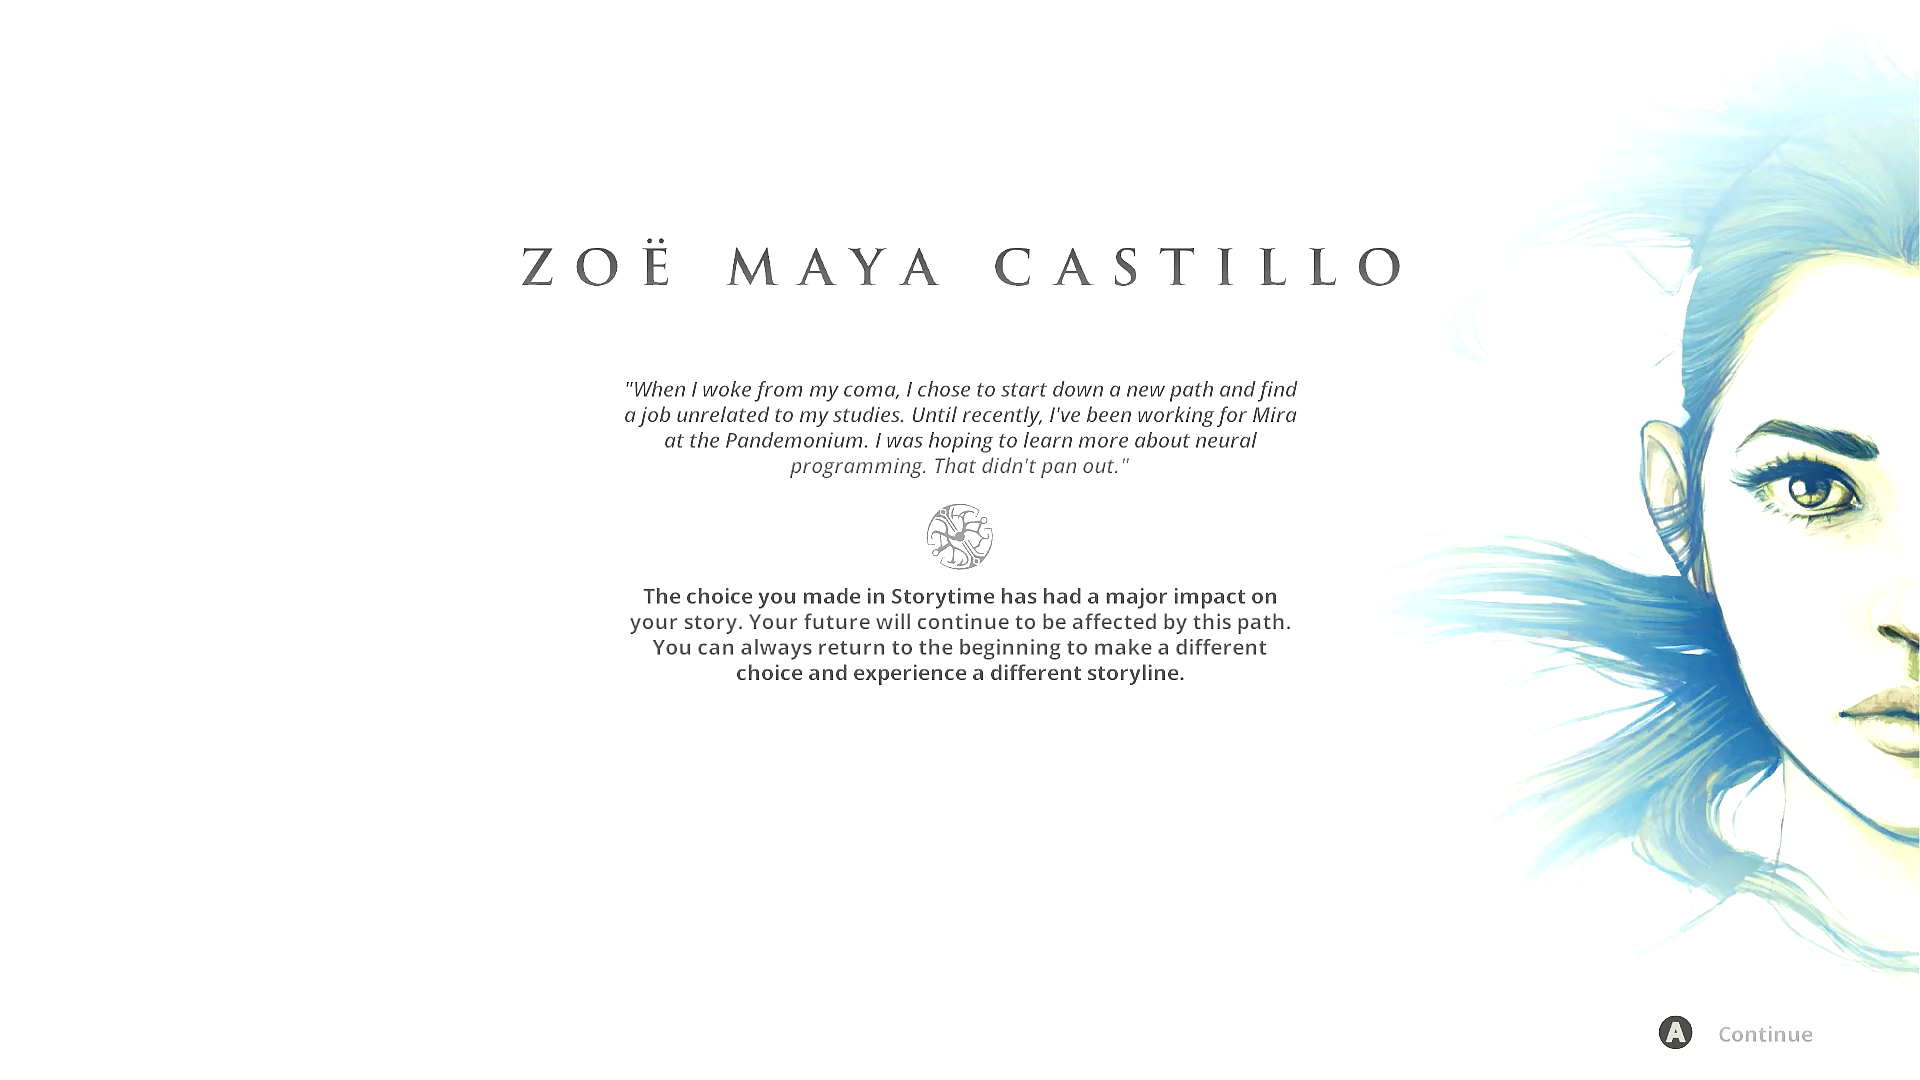 ZOË MAYA CASTILLO
"When I woke from my coma, I chose to start down a new path and find
a job unrelated to my studies. Until recently, I've been working for Mira
at the Pandemonium. I was hoping to learn more about neural
programming. That didn't pan out."
The choice you made in Storytime has had a major impact on
your story. Your future will continue to be affected by this path.
You can always return to the beginning to make a different
choice and experience a different storyline.
A Continue